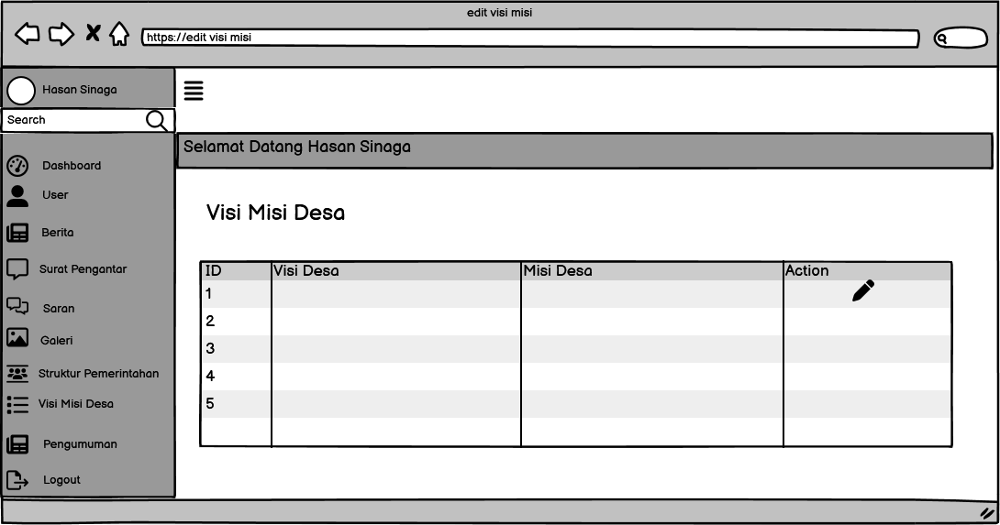 edit visi misi
https://edit visi misi
Hasan Sinaga
Search
Selamat Datang Hasan Sinaga
Dashboard
User
Berita
Surat Pengantar
Saran
Galeri
Struktur Pemerintahan
Visi Misi Desa
Pengumuman
Logout
Visi Misi Desa
ID Visi Desa Misi Desa Action
1
2
3
4
5